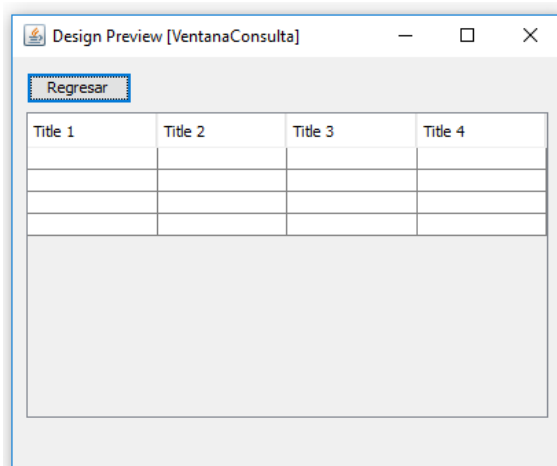 Design Preview [VentanaConsulta]
Regresar
Title 1 Title 2 Title 3 Title 4